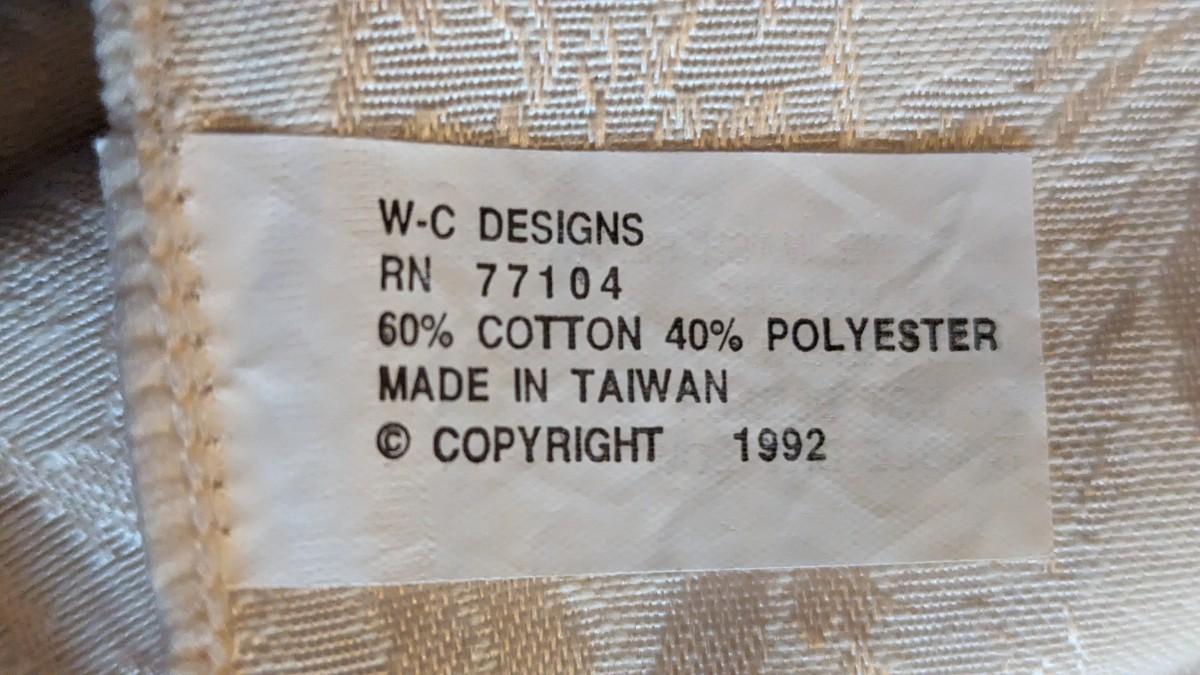 W-C DESIGNS
RN 77104
60% COTTON 40% POLYESTER
MADE IN TAIWAN
© COPYRIGHT 1992